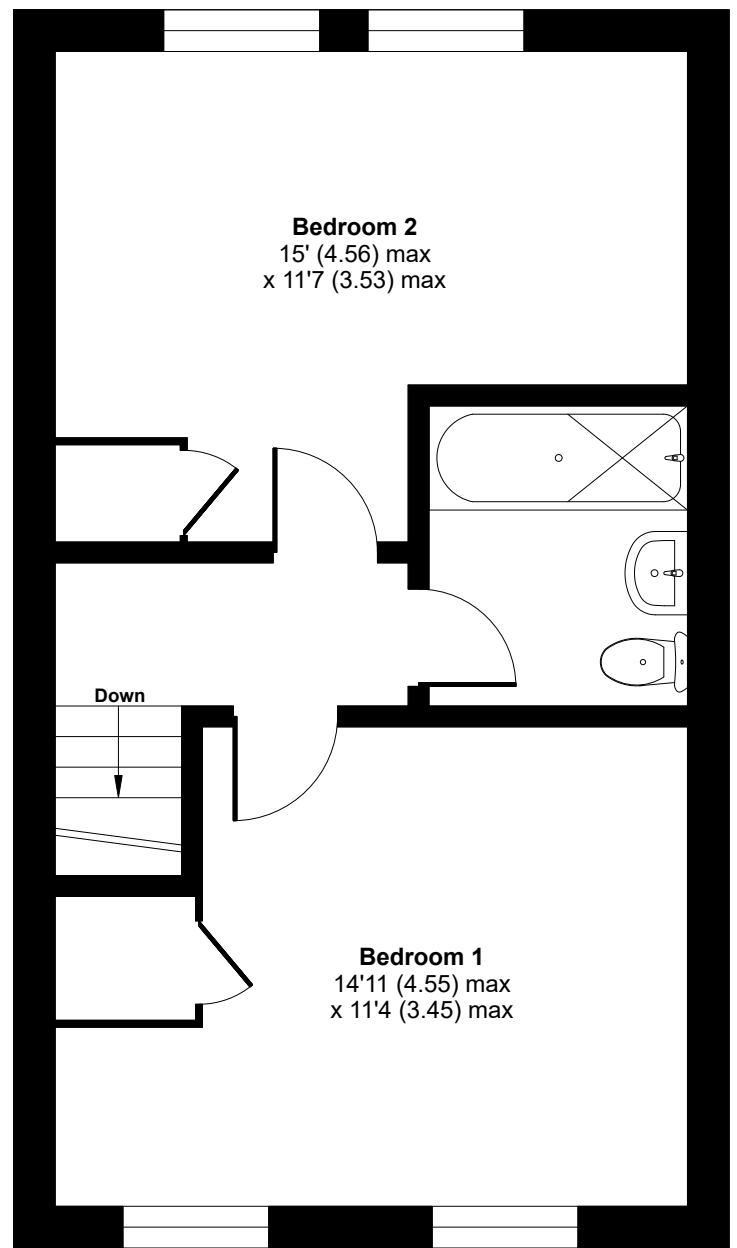 Bedroom 2
15' (4.56) max
x 11'7 (3.53) max
Down
Bedroom 1
14'11 (4.55) max
x 11'4 (3.45) max